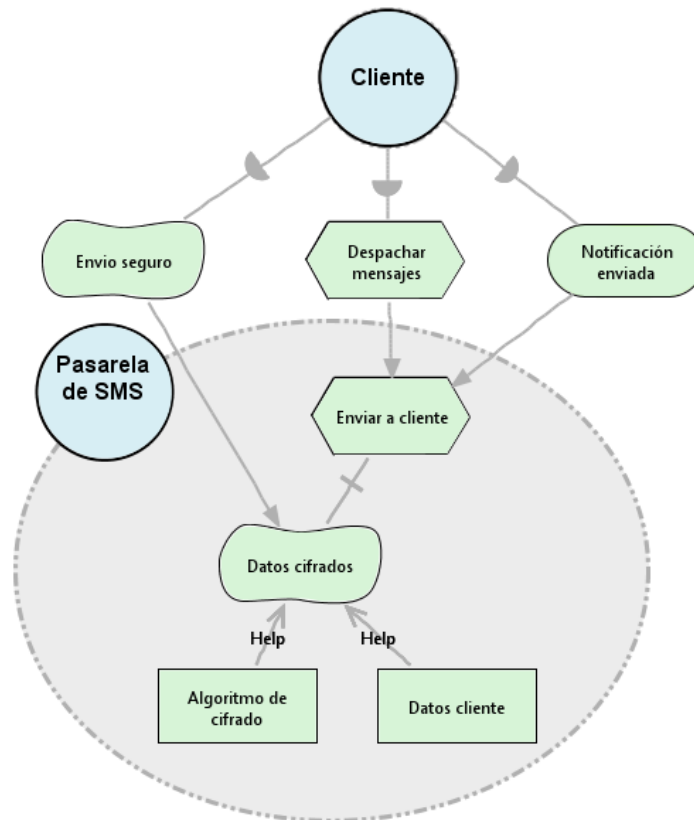 Cliente
Envio seguro
Despachar
mensajes
Notificación
enviada
Pasarela
de SMS
Enviar a cliente
Datos cifrados
Help
Help
Algoritmo de
cifrado
Datos cliente